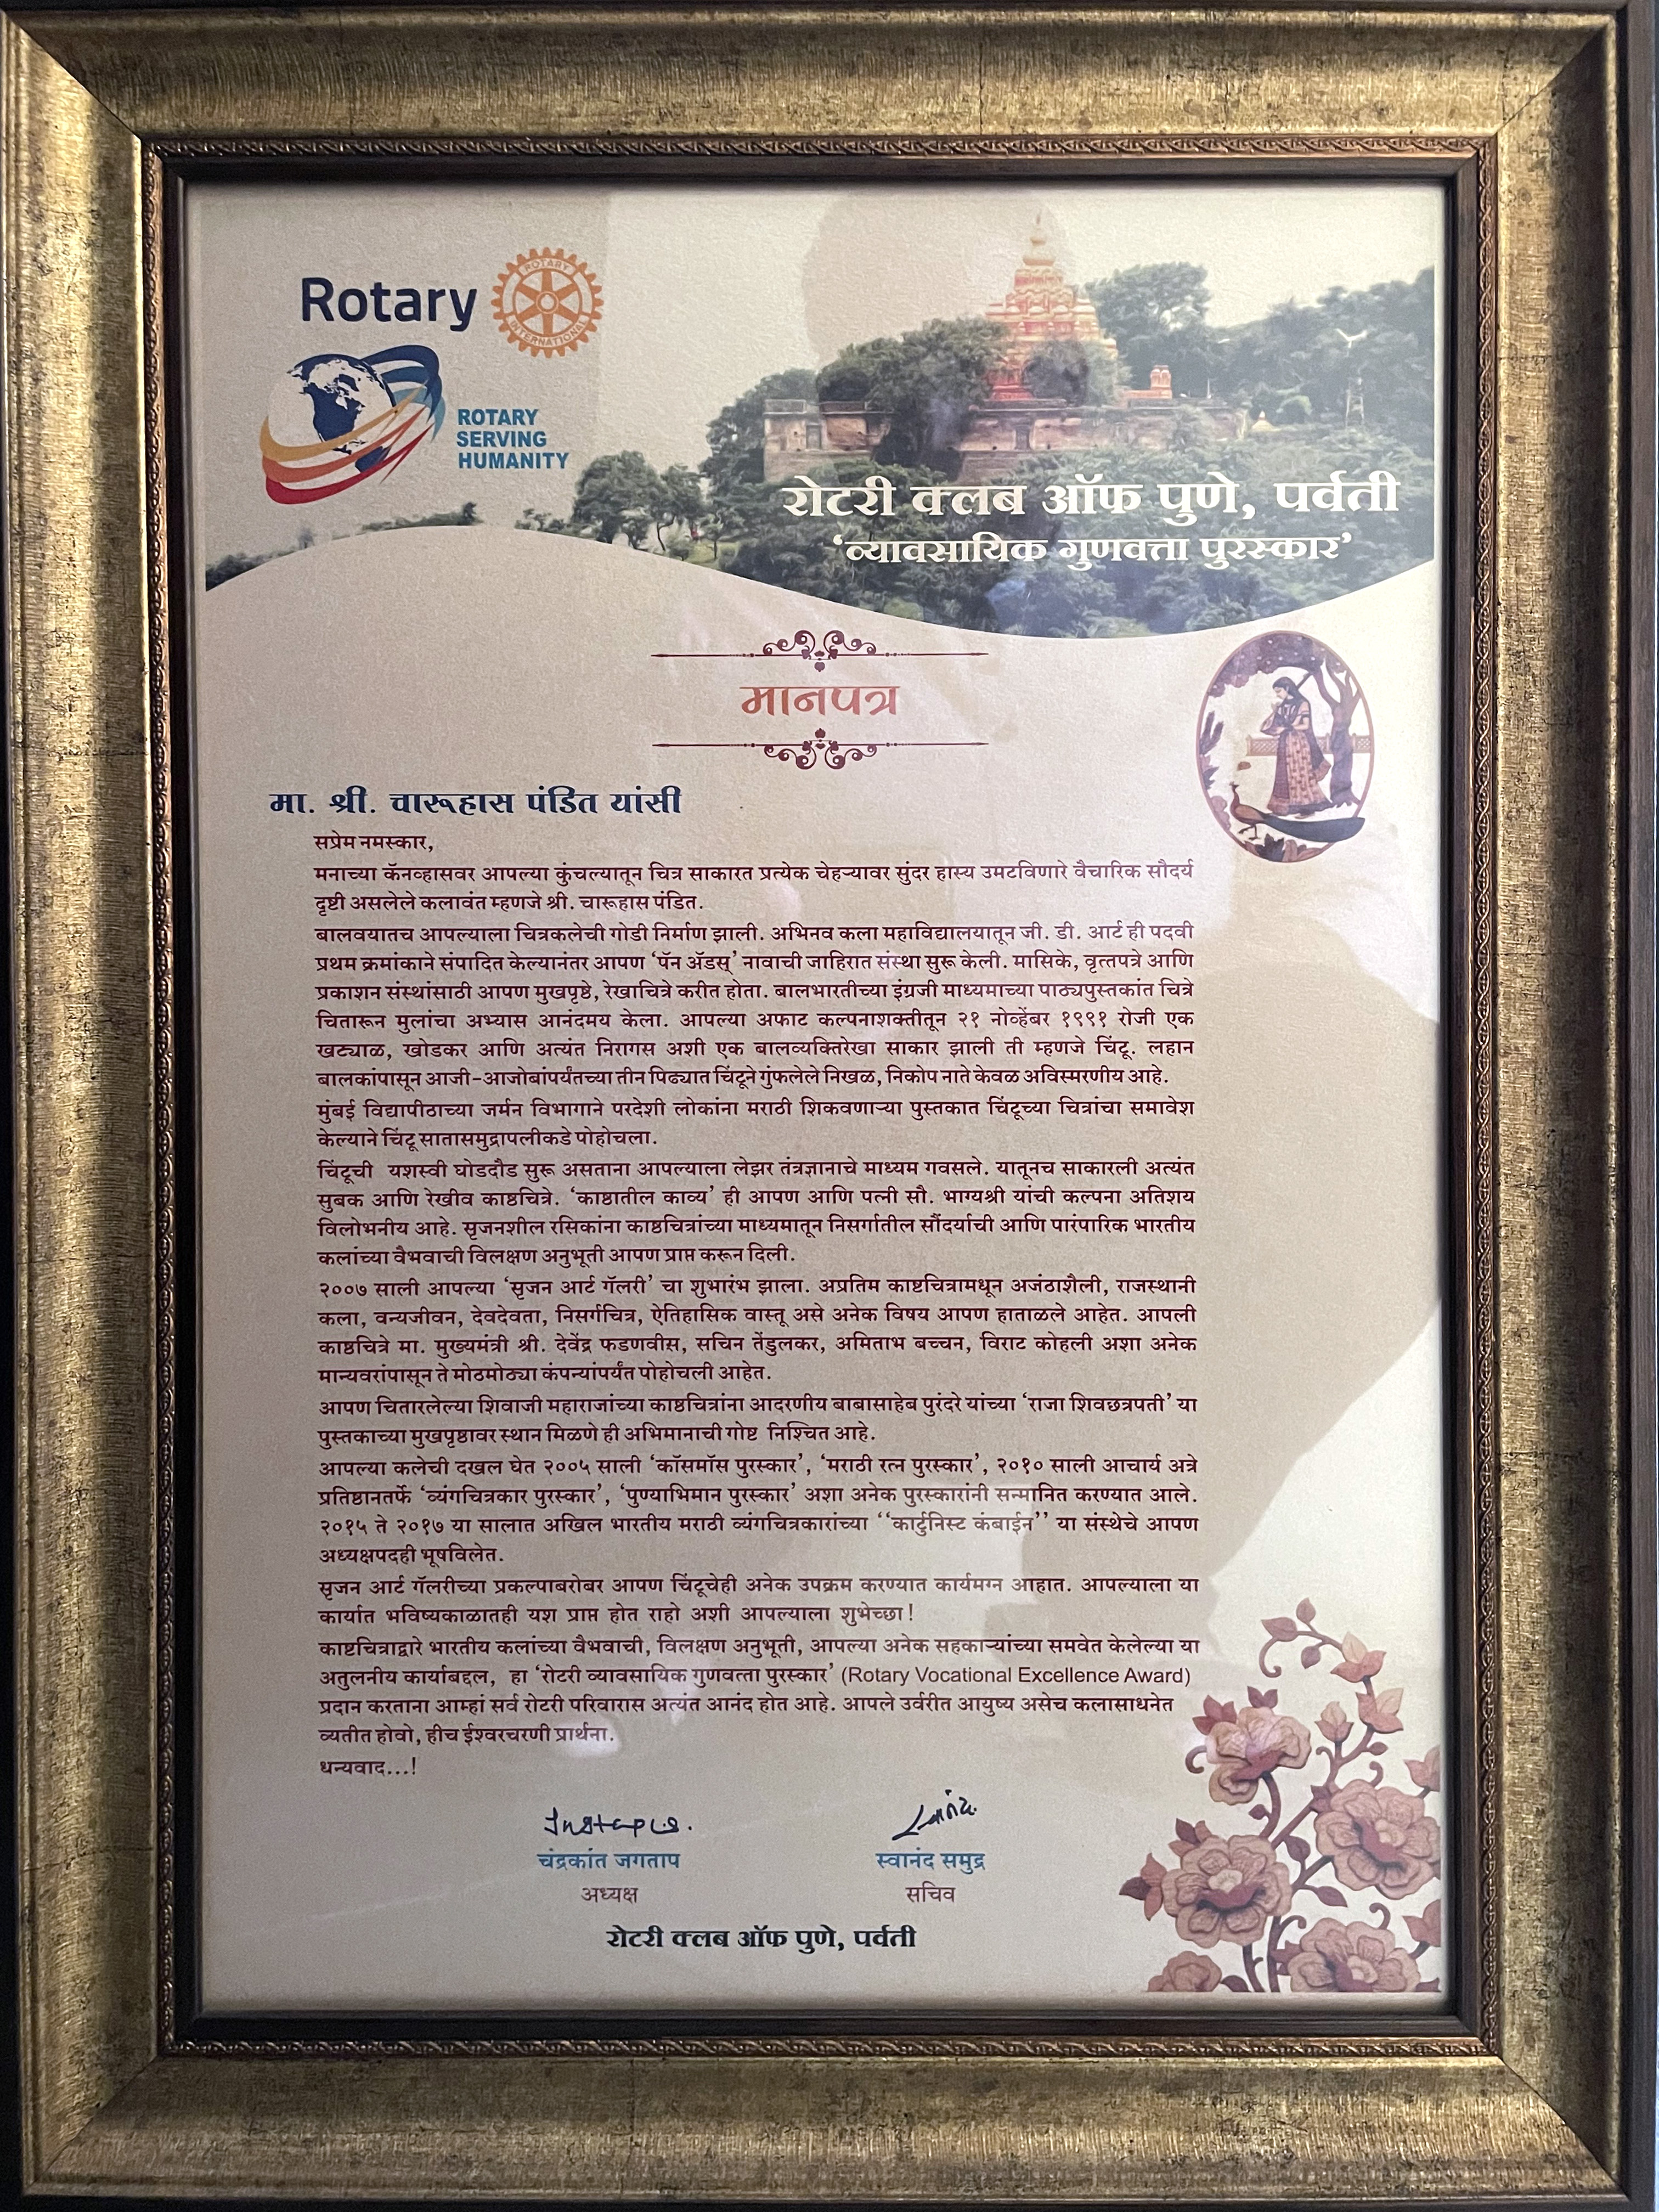 Rotary
ROTARY
INTERNATIONAL
ROTARY
SERVING
HUMANITY
रोटरी क्लब ऑफ पुणे, पर्वती
‘व्यावसायिक गुणवत्ता पुरस्कार’
मानपत्र
मा. श्री. चारूहास पंडित यांसी
सप्रेम नमस्कार,
मनाच्या कॅनव्हासवर आपल्या कुंचल्यातून चित्र साकारत प्रत्येक चेहऱ्यावर सुंदर हास्य उमटविणारे वैचारिक सौदर्य
दृष्टी असलेले कलावंत म्हणजे श्री. चारूहास पंडित.
बालवयातच आपल्याला चित्रकलेची गोडी निर्माण झाली. अभिनव कला महाविद्यालयातून जी. डी. आर्ट ही पदवी
प्रथम क्रमांकाने संपादित केल्यानंतर आपण ‘पॅन ॲडस्’ नावाची जाहिरात संस्था सुरू केली. मासिके, वृत्तपत्रे आणि
प्रकाशन संस्थांसाठी आपण मुखपृष्ठे, रेखाचित्रे करीत होता. बालभारतीच्या इंग्रजी माध्यमाच्या पाठ्यपुस्तकांत चित्रे
चितारून मुलांचा अभ्यास आनंदमय केला. आपल्या अफाट कल्पनाशक्तीतून २१ नोव्हेंबर १९९१ रोजी एक
खट्याळ, खोडकर आणि अत्यंत निरागस अशी एक बालव्यक्तिरेखा साकार झाली ती म्हणजे चिंटू. लहान
बालकांपासून आजी-आजोबांपर्यंतच्या तीन पिढ्यात चिंटूने गुंफलेले निखळ, निकोप नाते केवळ अविस्मरणीय आहे.
मुंबई विद्यापीठाच्या जर्मन विभागाने परदेशी लोकांना मराठी शिकवणाऱ्या पुस्तकात चिंटूच्या चित्रांचा समावेश
केल्याने चिंटू सातासमुद्रापलीकडे पोहोचला.
चिंटूची यशस्वी घोडदौड सुरू असताना आपल्याला लेझर तंत्रज्ञानाचे माध्यम गवसले. यातूनच साकारली अत्यंत
सुबक आणि रेखीव काष्ठचित्रे. ‘काष्ठातील काव्य’ ही आपण आणि पत्नी सौ. भाग्यश्री यांची कल्पना अतिशय
विलोभनीय आहे. सृजनशील रसिकांना काष्ठचित्रांच्या माध्यमातून निसर्गातील सौंदर्याची आणि पारंपारिक भारतीय
कलांच्या वैभवाची विलक्षण अनुभूती आपण प्राप्त करून दिली.
२००७ साली आपल्या ‘सृजन आर्ट गॅलरी’ चा शुभारंभ झाला. अप्रतिम काष्टचित्रामधून अजंठाशैली, राजस्थानी
कला, वन्यजीवन, देवदेवता, निसर्गचित्र, ऐतिहासिक वास्तू असे अनेक विषय आपण हाताळले आहेत. आपली
काष्ठचित्रे मा. मुख्यमंत्री श्री. देवेंद्र फडणवीस, सचिन तेंडुलकर, अमिताभ बच्चन, विराट कोहली अशा अनेक
मान्यवरांपासून ते मोठमोठ्या कंपन्यांपर्यंत पोहोचली आहेत.
आपण चितारलेल्या शिवाजी महाराजांच्या काष्ठचित्रांना आदरणीय बाबासाहेब पुरंदरे यांच्या ‘राजा शिवछत्रपती’ या
पुस्तकाच्या मुखपृष्ठावर स्थान मिळणे ही अभिमानाची गोष्ट निश्चित आहे.
आपल्या कलेची दखल घेत २००५ साली ‘कॉसमॉस पुरस्कार’, ‘मराठी रत्न पुरस्कार’, २०१० साली आचार्य अत्रे
प्रतिष्ठानतर्फे ‘व्यंगचित्रकार पुरस्कार’, ‘पुण्याभिमान पुरस्कार’ अशा अनेक पुरस्कारांनी सन्मानित करण्यात आले.
२०१५ ते २०१७ या सालात अखिल भारतीय मराठी व्यंगचित्रकारांच्या ‘‘कार्टुनिस्ट कंबाईन’’ या संस्थेचे आपण
अध्यक्षपदही भूषविलेत.
सृजन आर्ट गॅलरीच्या प्रकल्पाबरोबर आपण चिंटूचेही अनेक उपक्रम करण्यात कार्यमग्न आहात. आपल्याला या
कार्यात भविष्यकाळातही यश प्राप्त होत राहो अशी आपल्याला शुभेच्छा!
काष्टचित्राद्वारे भारतीय कलांच्या वैभवाची, विलक्षण अनुभूती, आपल्या अनेक सहकाऱ्यांच्या समवेत केलेल्या या
अतुलनीय कार्याबद्दल, हा ‘रोटरी व्यावसायिक गुणवत्ता पुरस्कार’ (Rotary Vocational Excellence Award)
प्रदान करताना आम्हां सर्व रोटरी परिवारास अत्यंत आनंद होत आहे. आपले उर्वरीत आयुष्य असेच कलासाधनेत
व्यतीत होवो, हीच ईश्वरचरणी प्रार्थना.
धन्यवाद...!
चंद्रकांत जगताप
स्वानंद समुद्र
अध्यक्ष
सचिव
रोटरी क्लब ऑफ पुणे, पर्वती